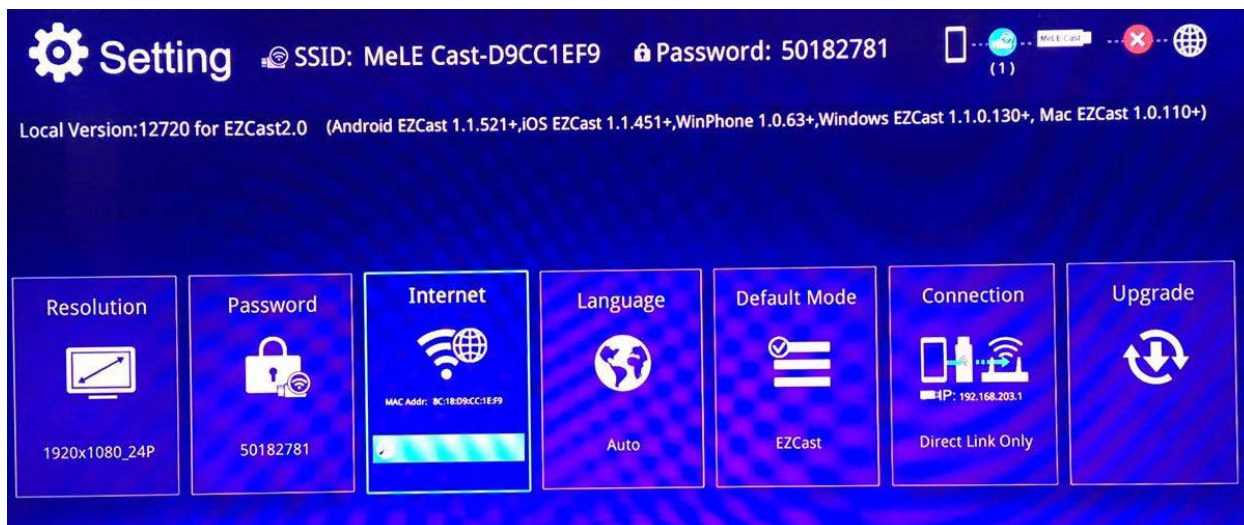 Setting SSID: MeLE Cast-D9CC1EF9 Password: 50182781
MeLE Cast
(1)
Local Version:12720 for EZCast2.0 (Android EZCast 1.1.521+,iOS EZCast 1.1.451+,WinPhone 1.0.63+,Windows EZCast 1.1.0.130+, Mac EZCast 1.0.110+)
Resolution
1920x1080_24P
Password
50182781
Internet
MAC Addr: 8C:18:D9:CC:1E:F9
Language
Auto
Default Mode
EZCast
Connection
IP: 192.168.203.1
Direct Link Only
Upgrade